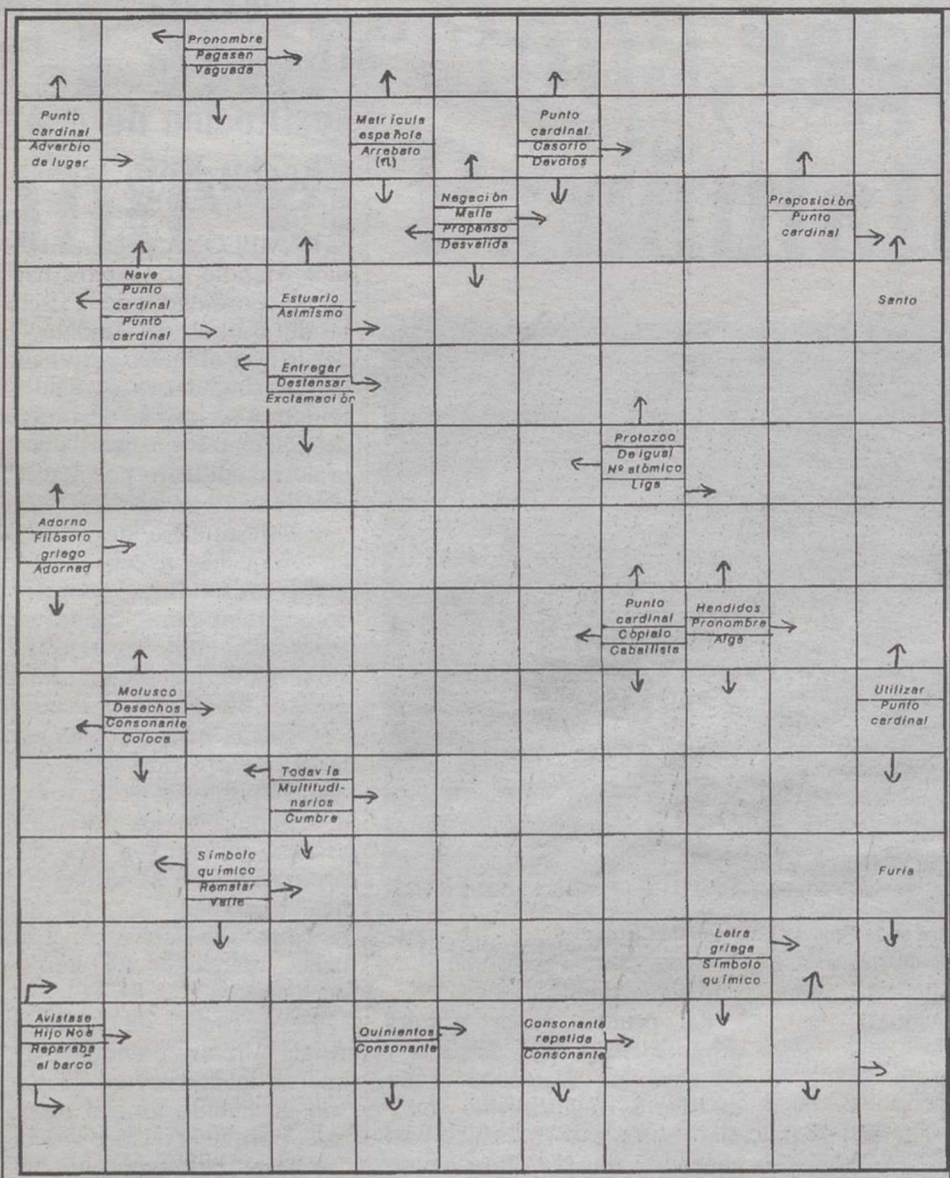 Pronombre
Pagasen
Vaguada
Punto
cardinal
Adverbio
de lugar
Matrícula
española
Arrebato
(fi)
Punto
cardinal
Casorio
Devotos
Negación
Malla
Propenso
Desvalida
Preposición
Punto
cardinal
Nave
Punto
cardinal
Punto
cardinal
Estuario
Asimismo
Santo
Entregar
Destensar
Exclamación
Protozoo
De igual
Nº atómico
Liga
Adorno
Filósofo
griego
Adornad
Punto
cardinal
Cópialo
Caballista
Hendidos
Pronombre
Alga
Molusco
Desechos
Consonante
Coloca
Utilizar
Punto
cardinal
Todavía
Multitudi-
narios
Cumbre
Símbolo
químico
Rematar
Valle
Furia
Letra
griega
Símbolo
químico
Avistase
Hijo Noé
Reparaba
el barco
Quinientos
Consonante
Consonante
repetida
Consonante